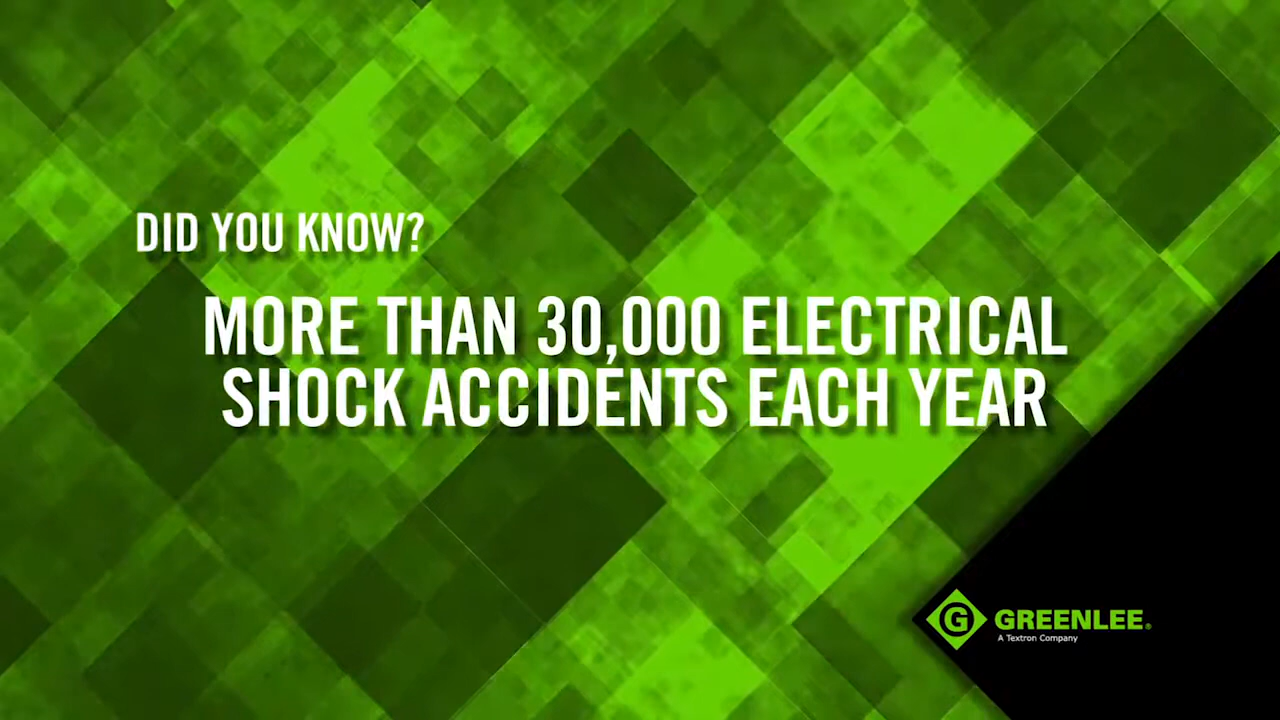 DID YOU KNOW?
MORE THAN 30,000 ELECTRICAL
SHOCK ACCIDENTS EACH YEAR
G GREENLEE®
A Textron Company